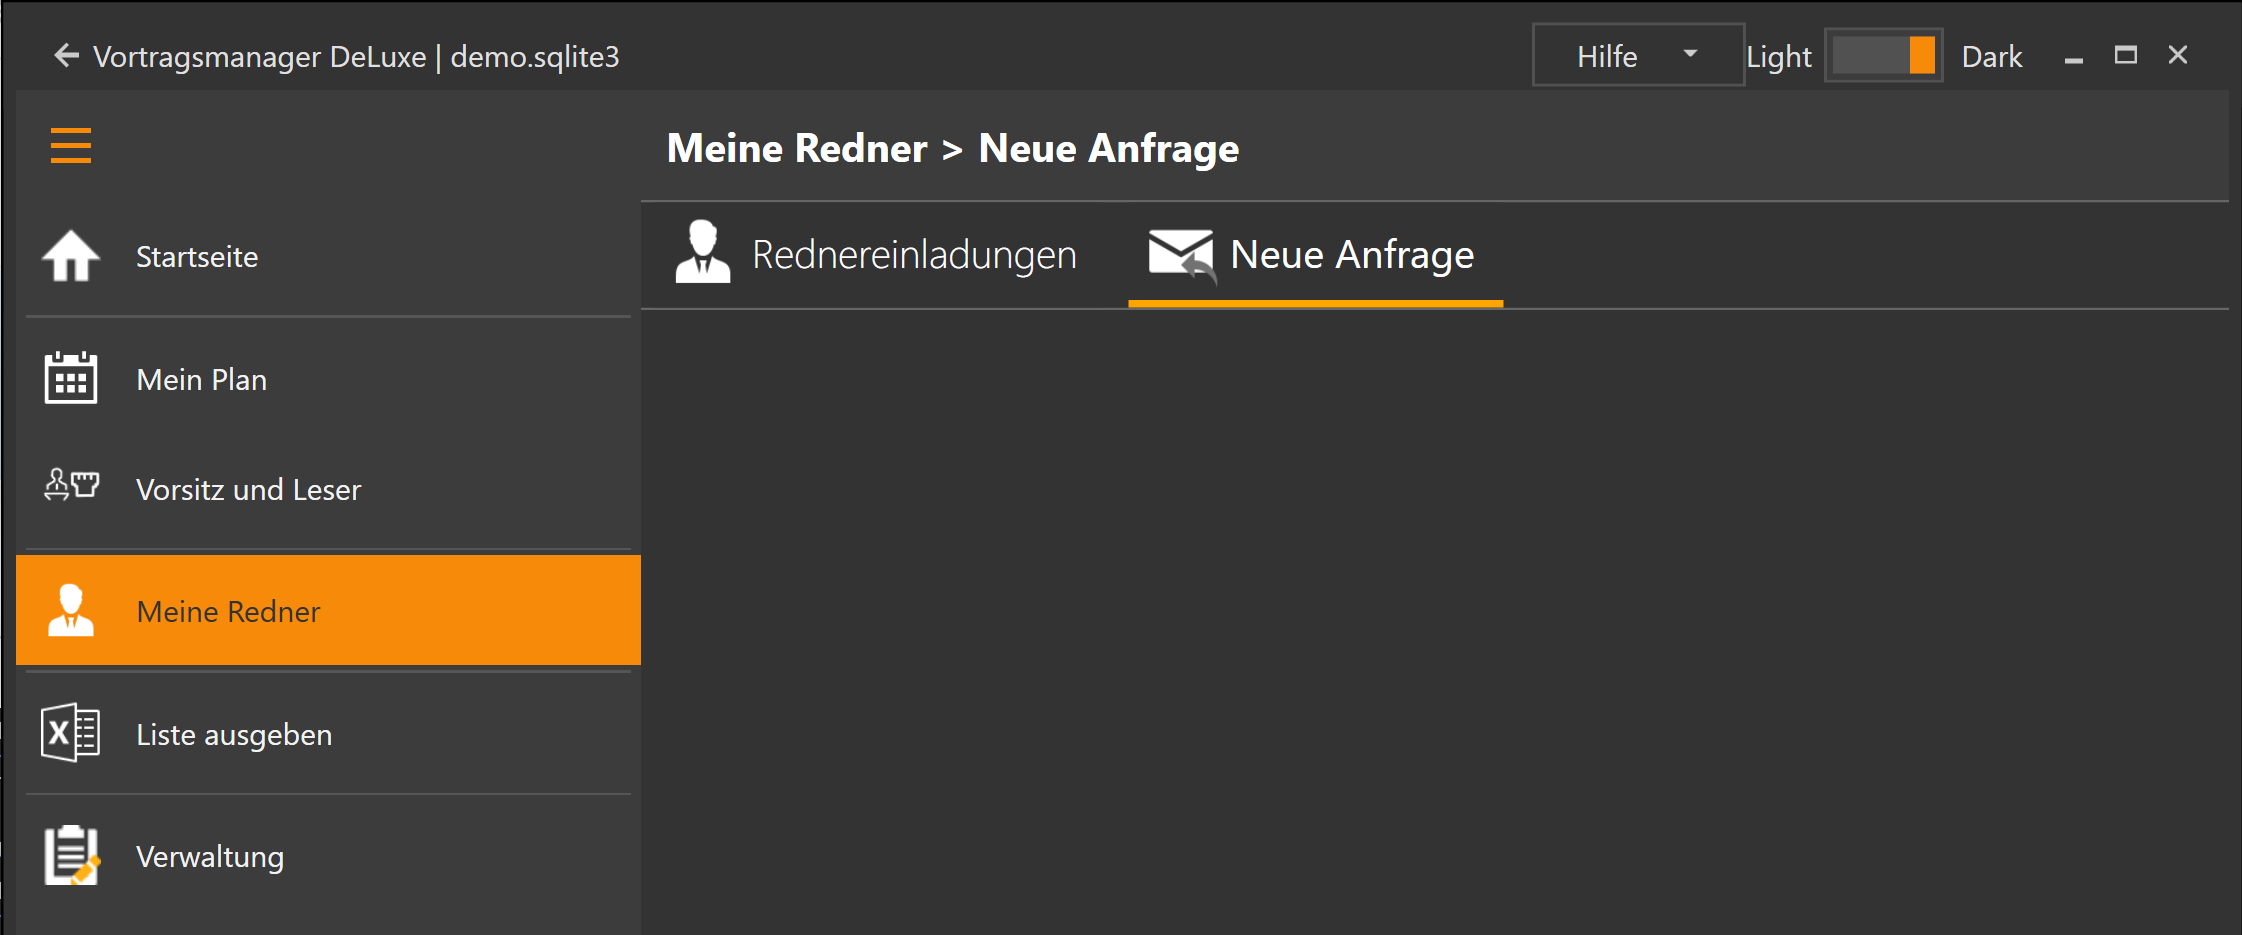 Vortragsmanager DeLuxe | demo.sqlite3
Hilfe
Light
Dark
Meine Redner > Neue Anfrage
Rednereinladungen
Neue Anfrage
Startseite
Mein Plan
Vorsitz und Leser
Meine Redner
X
Liste ausgeben
Verwaltung